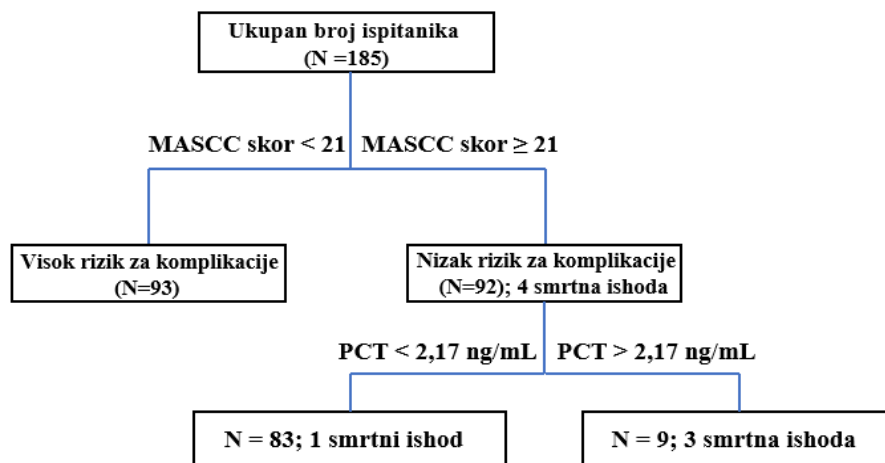 Ukupan broj ispitanika
(N =185)
MASCC skor < 21
MASCC skor ≥ 21
Visok rizik za komplikacije
(N=93)
Nizak rizik za komplikacije
(N=92); 4 smrtna ishoda
PCT < 2,17 ng/mL
PCT > 2,17 ng/mL
N = 83; 1 smrtni ishod
N = 9; 3 smrtna ishoda